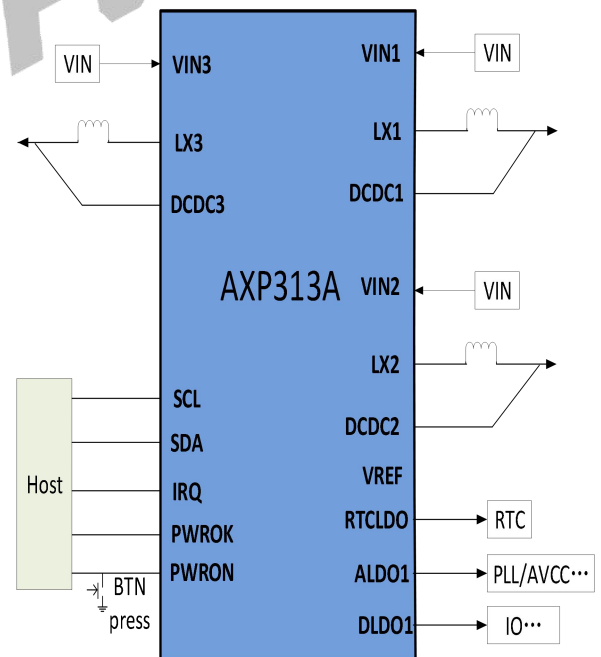 VIN
VIN3
LX3
DCDC3
AXP313A
VIN1
VIN
LX1
DCDC1
VIN2
VIN
LX2
DCDC2
VREF
RTCLDO
RTC
ALDO1
PLL/AVCC···
DLDO1
IO···
Host
SCL
SDA
IRQ
PWROK
PWRON
BTN
press